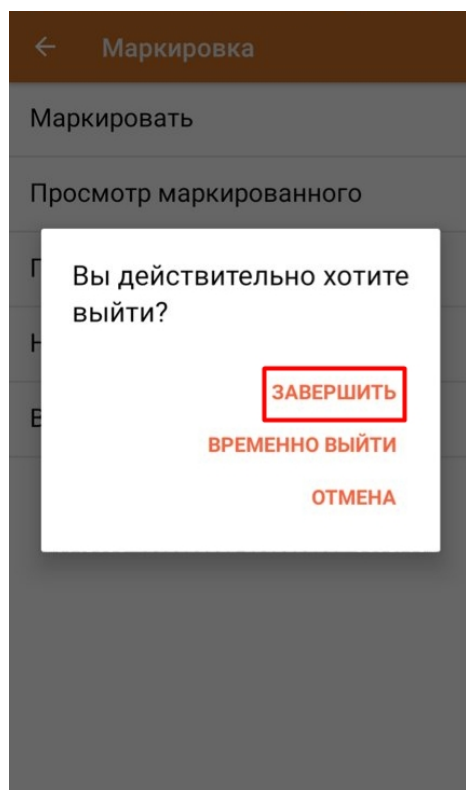 Маркировка
Маркировать
Просмотр маркированного
Вы действительно хотите
выйти?
ЗАВЕРШИТЬ
ВРЕМЕННО ВЫЙТИ
ОТМЕНА